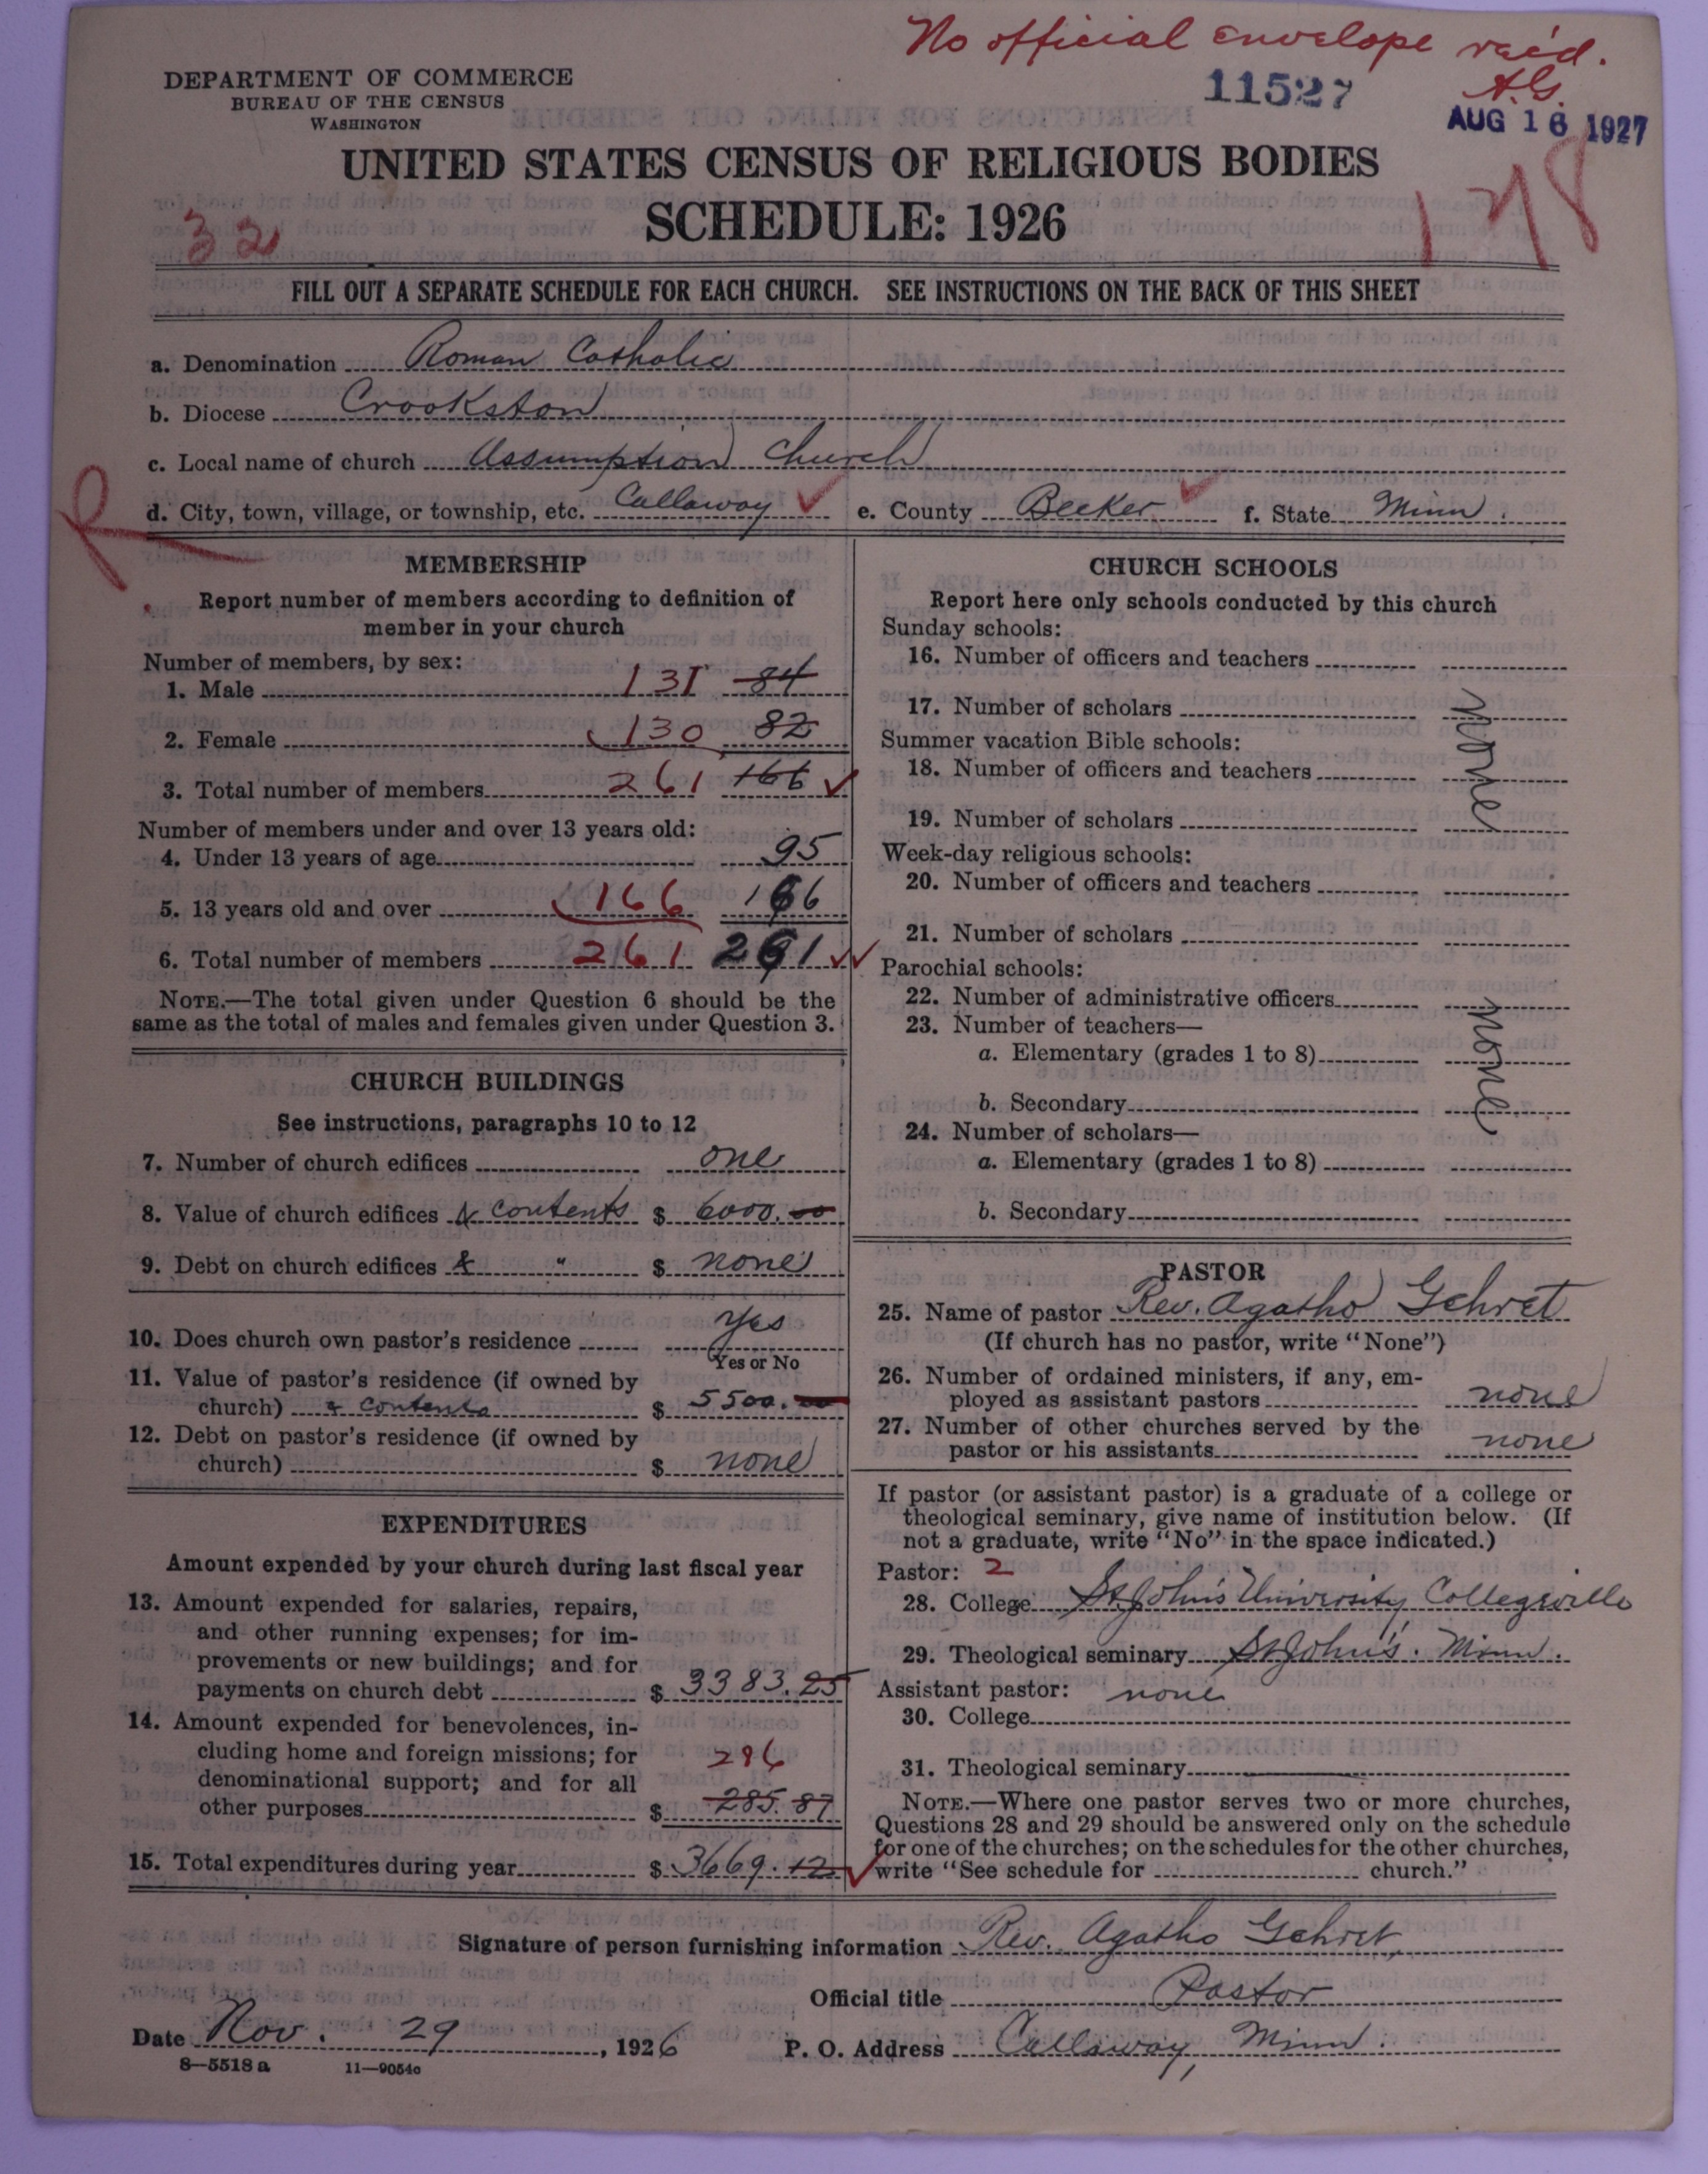 No official envelope rec'd.
A.G.
DEPARTMENT OF COMMERCE
BUREAU OF THE CENSUS
WASHINGTON
11527
AUG 16 1927
UNITED STATES CENSUS OF RELIGIOUS BODIES
SCHEDULE: 1926
32
178
FILL OUT A SEPARATE SCHEDULE FOR EACH CHURCH. SEE INSTRUCTIONS ON THE BACK OF THIS SHEET
a. Denomination Roman Catholic
b. Diocese Crookston
c. Local name of church Assumption Church
R
d. City, town, village, or township, etc. Callaway e. County Becker f. State Minn.
MEMBERSHIP
Report number of members according to definition of
member in your church
Number of members, by sex:
1. Male 131 84
2. Female 130 82
3. Total number of members 261 166
Number of members under and over 13 years old:
4. Under 13 years of age 95
5. 13 years old and over 166 166
6. Total number of members 261 261
NOTE.—The total given under Question 6 should be the
same as the total of males and females given under Question 3.
CHURCH BUILDINGS
See instructions, paragraphs 10 to 12
7. Number of church edifices one
8. Value of church edifices & contents $ 6000.00
9. Debt on church edifices & " $ none
10. Does church own pastor's residence Yes
Yes or No
11. Value of pastor's residence (if owned by
church) & contents $ 5500.00
12. Debt on pastor's residence (if owned by
church) $ none
EXPENDITURES
Amount expended by your church during last fiscal year
13. Amount expended for salaries, repairs,
and other running expenses; for im-
provements or new buildings; and for
payments on church debt $ 3383.25
14. Amount expended for benevolences, in-
cluding home and foreign missions; for 286
denominational support; and for all
other purposes $ 285.87
15. Total expenditures during year $ 3669.12
CHURCH SCHOOLS
Report here only schools conducted by this church
Sunday schools:
16. Number of officers and teachers
17. Number of scholars
none
Summer vacation Bible schools:
18. Number of officers and teachers
19. Number of scholars
Week-day religious schools:
20. Number of officers and teachers
21. Number of scholars
Parochial schools:
22. Number of administrative officers
none
23. Number of teachers—
a. Elementary (grades 1 to 8)
b. Secondary
24. Number of scholars—
a. Elementary (grades 1 to 8)
b. Secondary
PASTOR
25. Name of pastor Rev. Agatho Gehret
(If church has no pastor, write "None")
26. Number of ordained ministers, if any, em-
ployed as assistant pastors none
27. Number of other churches served by the
pastor or his assistants none
If pastor (or assistant pastor) is a graduate of a college or
theological seminary, give name of institution below. (If
not a graduate, write "No" in the space indicated.)
Pastor: 2
28. College St. John's University Collegeville
29. Theological seminary St. John's. Minn.
Assistant pastor: none
30. College
31. Theological seminary
NOTE.—Where one pastor serves two or more churches,
Questions 28 and 29 should be answered only on the schedule
for one of the churches; on the schedules for the other churches,
write "See schedule for church."
Signature of person furnishing information Rev. Agatho Gehret
Official title Pastor
Date Nov. 29, 1926 P. O. Address Callaway, Minn.
8—5518 a 11—9054c